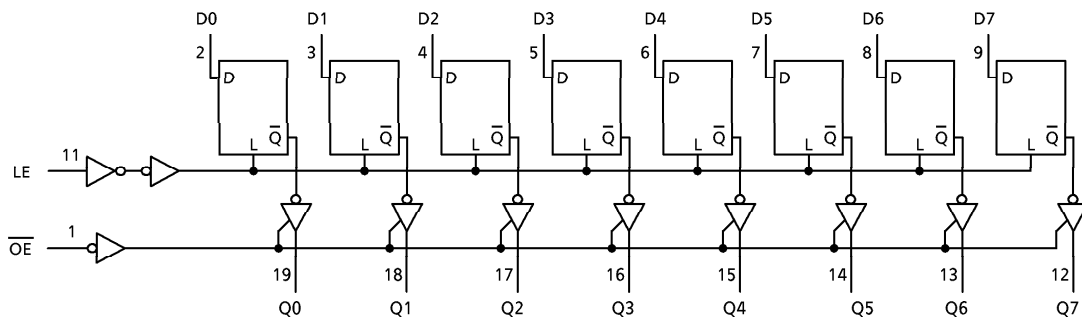 D0 D1 D2 D3 D4 D5 D6 D7
2 3 4 5 6 7 8 9
D D D D D D D D
Q̅ Q̅ Q̅ Q̅ Q̅ Q̅ Q̅ Q̅
L L L L L L L L
LE 11
O̅E̅ 1
19 18 17 16 15 14 13 12
Q0 Q1 Q2 Q3 Q4 Q5 Q6 Q7